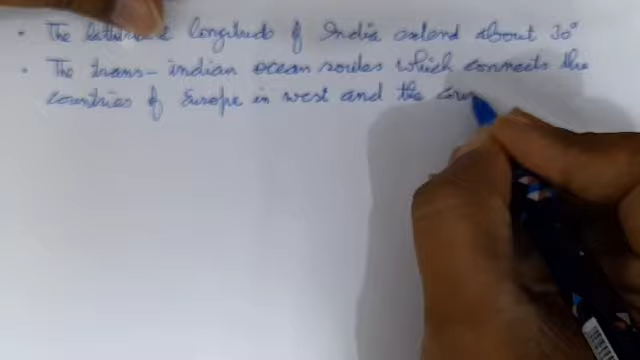 • The longitude of India extend about 30°
• The trans-indian ocean routes which connects the
countries of Europe in west and the coun